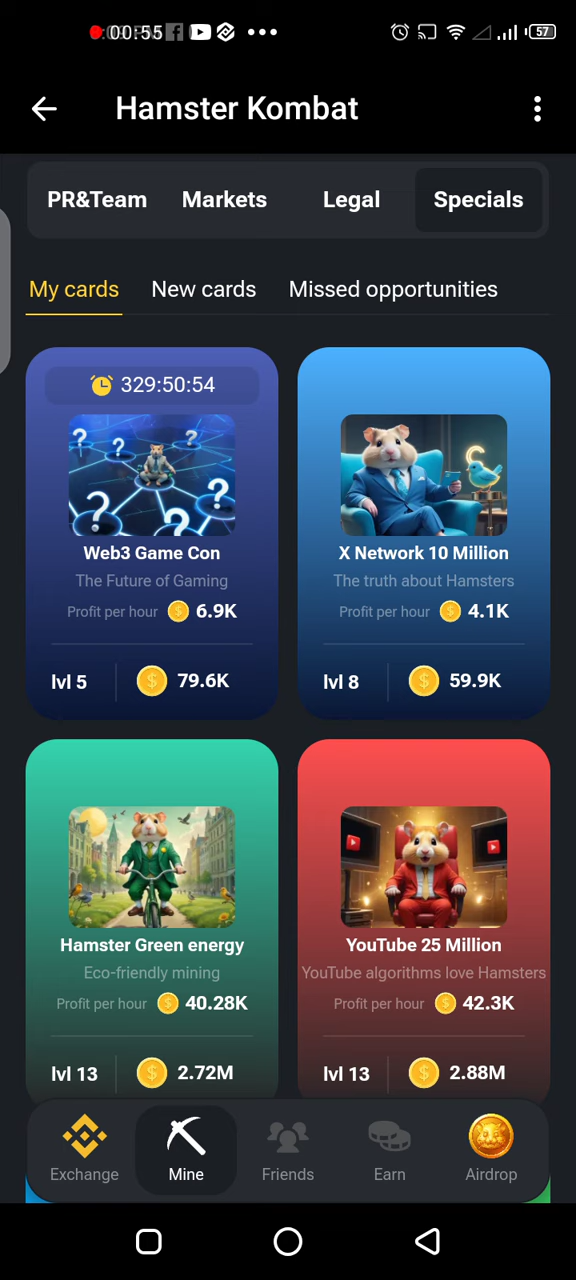 00:55
57
Hamster Kombat
PR&Team Markets Legal Specials
My cards New cards Missed opportunities
329:50:54
Web3 Game Con
The Future of Gaming
Profit per hour 6.9K
lvl 5 79.6K
X Network 10 Million
The truth about Hamsters
Profit per hour 4.1K
lvl 8 59.9K
Hamster Green energy
Eco-friendly mining
Profit per hour 40.28K
lvl 13 2.72M
YouTube 25 Million
YouTube algorithms love Hamsters
Profit per hour 42.3K
lvl 13 2.88M
Exchange Mine Friends Earn Airdrop